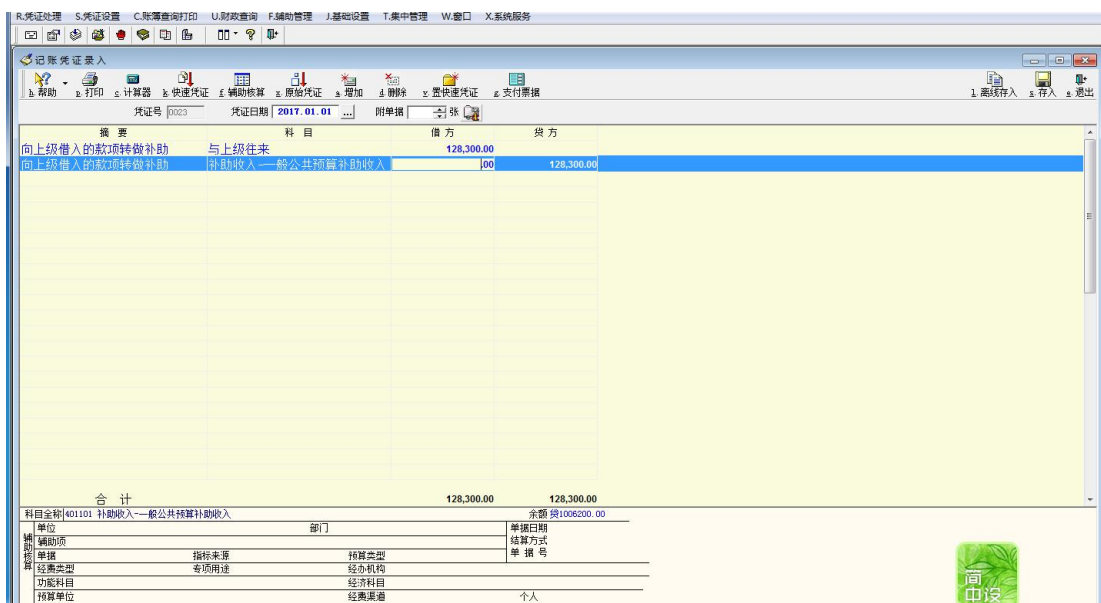 R.凭证处理 S.凭证设置 C.账簿查询打印 U.财政查询 F.辅助管理 J.基础设置 T.集中管理 W.窗口 X.系统服务
记账凭证录入
h.帮助 p.打印 c.计算器 k.快速凭证 f.辅助核算 z.原始凭证 a.增加 d.删除 v.置快速凭证 g.支付票据 l.离线存入 s.存入 e.退出
凭证号 0023 凭证日期 2017.01.01 ... 附单据 张
摘要 科目 借方 贷方
向上级借入的款项转做补助 与上级往来 128,300.00
向上级借入的款项转做补助 补助收入-一般公共预算补助收入 .00 128,300.00
合计 128,300.00 128,300.00
科目全称 401101 补助收入-一般公共预算补助收入 余额 贷1006200.00
辅助核算
单位 部门 单据日期
辅助项 结算方式
单据 指标来源 预算类型 单据号
经费类型 专项用途 经办机构
功能科目 经济科目
预算单位 经费渠道 个人
简
中设